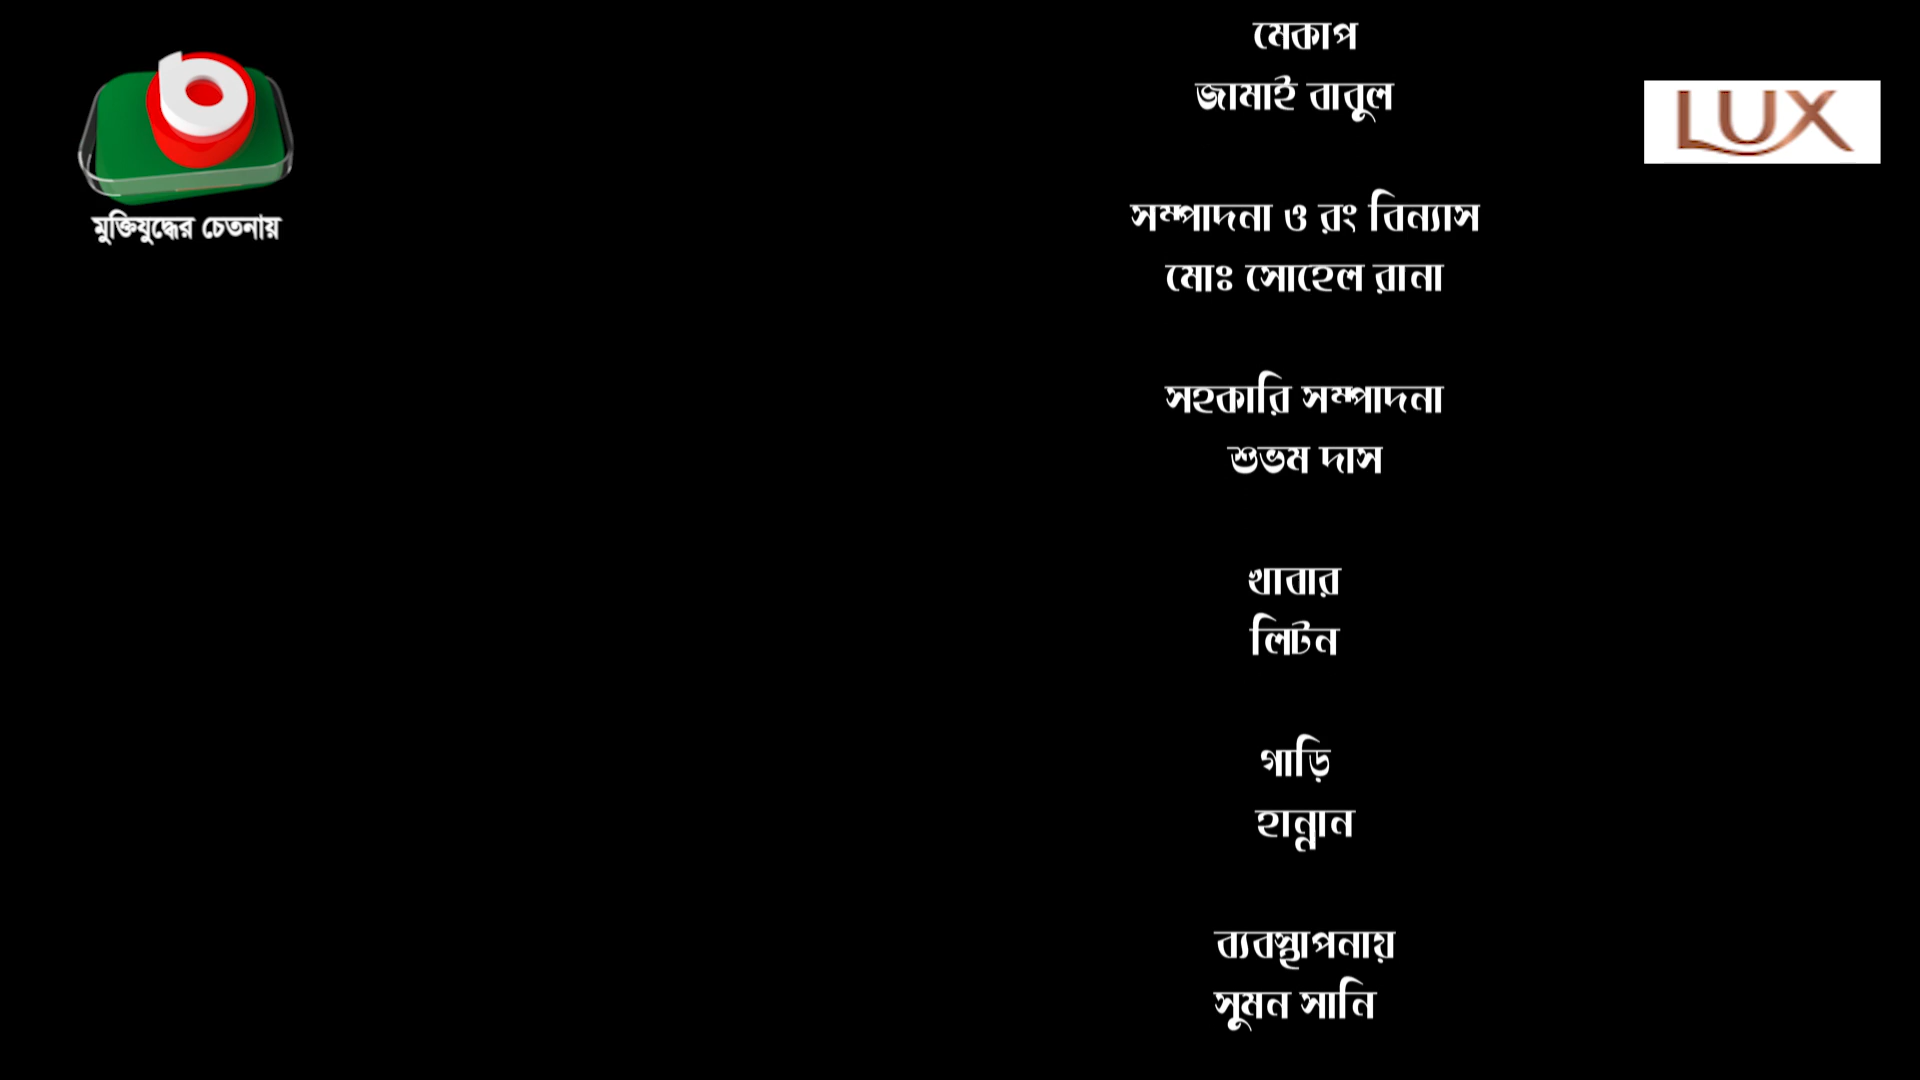 মেকাপ
জামাই বাবুল
সম্পাদনা ও রং বিন্যাস
মোঃ সোহেল রানা
সহকারি সম্পাদনা
শুভম দাস
খাবার
লিটন
গাড়ি
হান্নান
ব্যবস্থাপনায়
সুমন সানি
মুক্তিযুদ্ধের চেতনায়
LUX